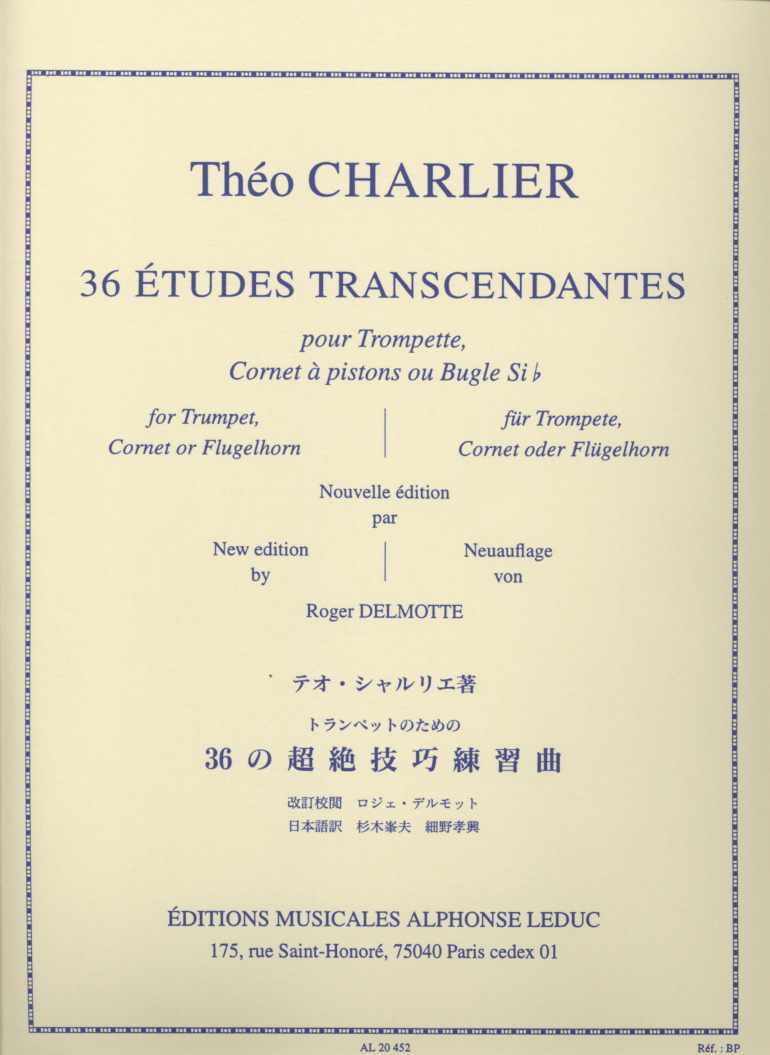 Théo CHARLIER
36 ÉTUDES TRANSCENDANTES
pour Trompette,
Cornet à pistons ou Bugle Si♭
for Trumpet,
Cornet or Flugelhorn
für Trompete,
Cornet oder Flügelhorn
Nouvelle édition
par
New edition
by
Neuauflage
von
Roger DELMOTTE
テオ・シャルリエ著
トランペットのための
36の超絶技巧練習曲
改訂校閲 ロジェ・デルモット
日本語訳 杉木峯夫 細野孝興
ÉDITIONS MUSICALES ALPHONSE LEDUC
175, rue Saint-Honoré, 75040 Paris cedex 01
AL 20 452
Réf. : BP